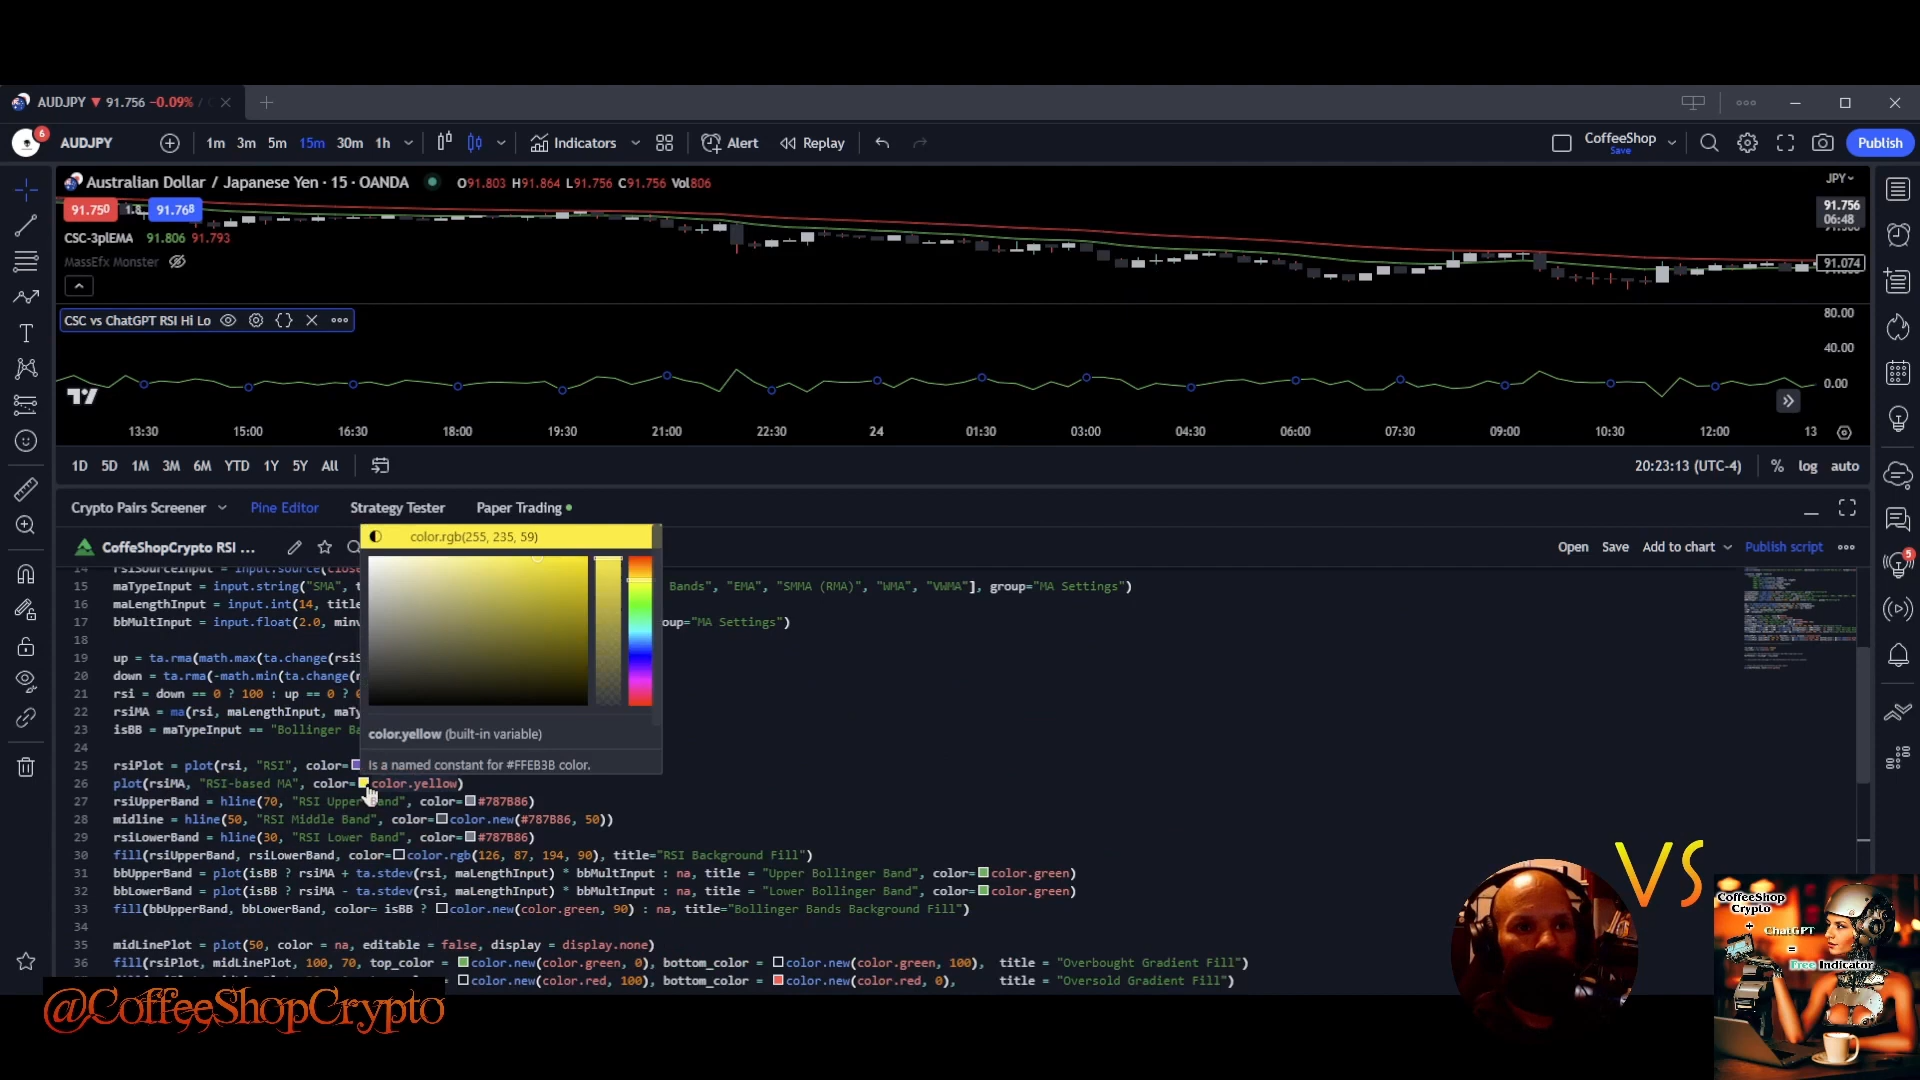 AUDJPY ▼ 91.756 −0.09% /
6
AUDJPY
1m 3m 5m 15m 30m 1h
Indicators
Alert
Replay
CoffeeShop
Save
Publish
Australian Dollar / Japanese Yen · 15 · OANDA
O91.803 H91.864 L91.756 C91.756 Vol806
JPY
91.750 1.8 91.768
91.756
06:48
CSC-3plEMA 91.806 91.793
MassEfx Monster
91.074
CSC vs ChatGPT RSI Hi Lo
80.00
40.00
0.00
13:30 15:00 16:30 18:00 19:30 21:00 22:30 24 01:30 03:00 04:30 06:00 07:30 09:00 10:30 12:00 13
1D 5D 1M 3M 6M YTD 1Y 5Y All
20:23:13 (UTC-4) % log auto
Crypto Pairs Screener
Pine Editor
Strategy Tester
Paper Trading
color.rgb(255, 235, 59)
CoffeShopCrypto RSI ...
Open Save Add to chart Publish script
5
14 rsiSourceInput = input.source(close
15 maTypeInput = input.string("SMA", t Bands", "EMA", "SMMA (RMA)", "WMA", "VWMA"], group="MA Settings")
16 maLengthInput = input.int(14, title
17 bbMultInput = input.float(2.0, minv oup="MA Settings")
18
19 up = ta.rma(math.max(ta.change(rsiS
20 down = ta.rma(-math.min(ta.change(r
21 rsi = down == 0 ? 100 : up == 0 ? 0
22 rsiMA = ma(rsi, maLengthInput, maTy
23 isBB = maTypeInput == "Bollinger Ba
24
color.yellow (built-in variable)
Is a named constant for #FFEB3B color.
25 rsiPlot = plot(rsi, "RSI", color=
26 plot(rsiMA, "RSI-based MA", color=color.yellow)
27 rsiUpperBand = hline(70, "RSI Upper Band", color=#787B86)
28 midline = hline(50, "RSI Middle Band", color=color.new(#787B86, 50))
29 rsiLowerBand = hline(30, "RSI Lower Band", color=#787B86)
30 fill(rsiUpperBand, rsiLowerBand, color=color.rgb(126, 87, 194, 90), title="RSI Background Fill")
31 bbUpperBand = plot(isBB ? rsiMA + ta.stdev(rsi, maLengthInput) * bbMultInput : na, title = "Upper Bollinger Band", color=color.green)
32 bbLowerBand = plot(isBB ? rsiMA - ta.stdev(rsi, maLengthInput) * bbMultInput : na, title = "Lower Bollinger Band", color=color.green)
33 fill(bbUpperBand, bbLowerBand, color= isBB ? color.new(color.green, 90) : na, title="Bollinger Bands Background Fill")
34
35 midLinePlot = plot(50, color = na, editable = false, display = display.none)
36 fill(rsiPlot, midLinePlot, 100, 70, top_color = color.new(color.green, 0), bottom_color = color.new(color.green, 100), title = "Overbought Gradient Fill")
color.new(color.red, 100), bottom_color = color.new(color.red, 0), title = "Oversold Gradient Fill")
@CoffeeShopCrypto
VS
CoffeeShop
Crypto
+
ChatGPT
=
Free Indicator